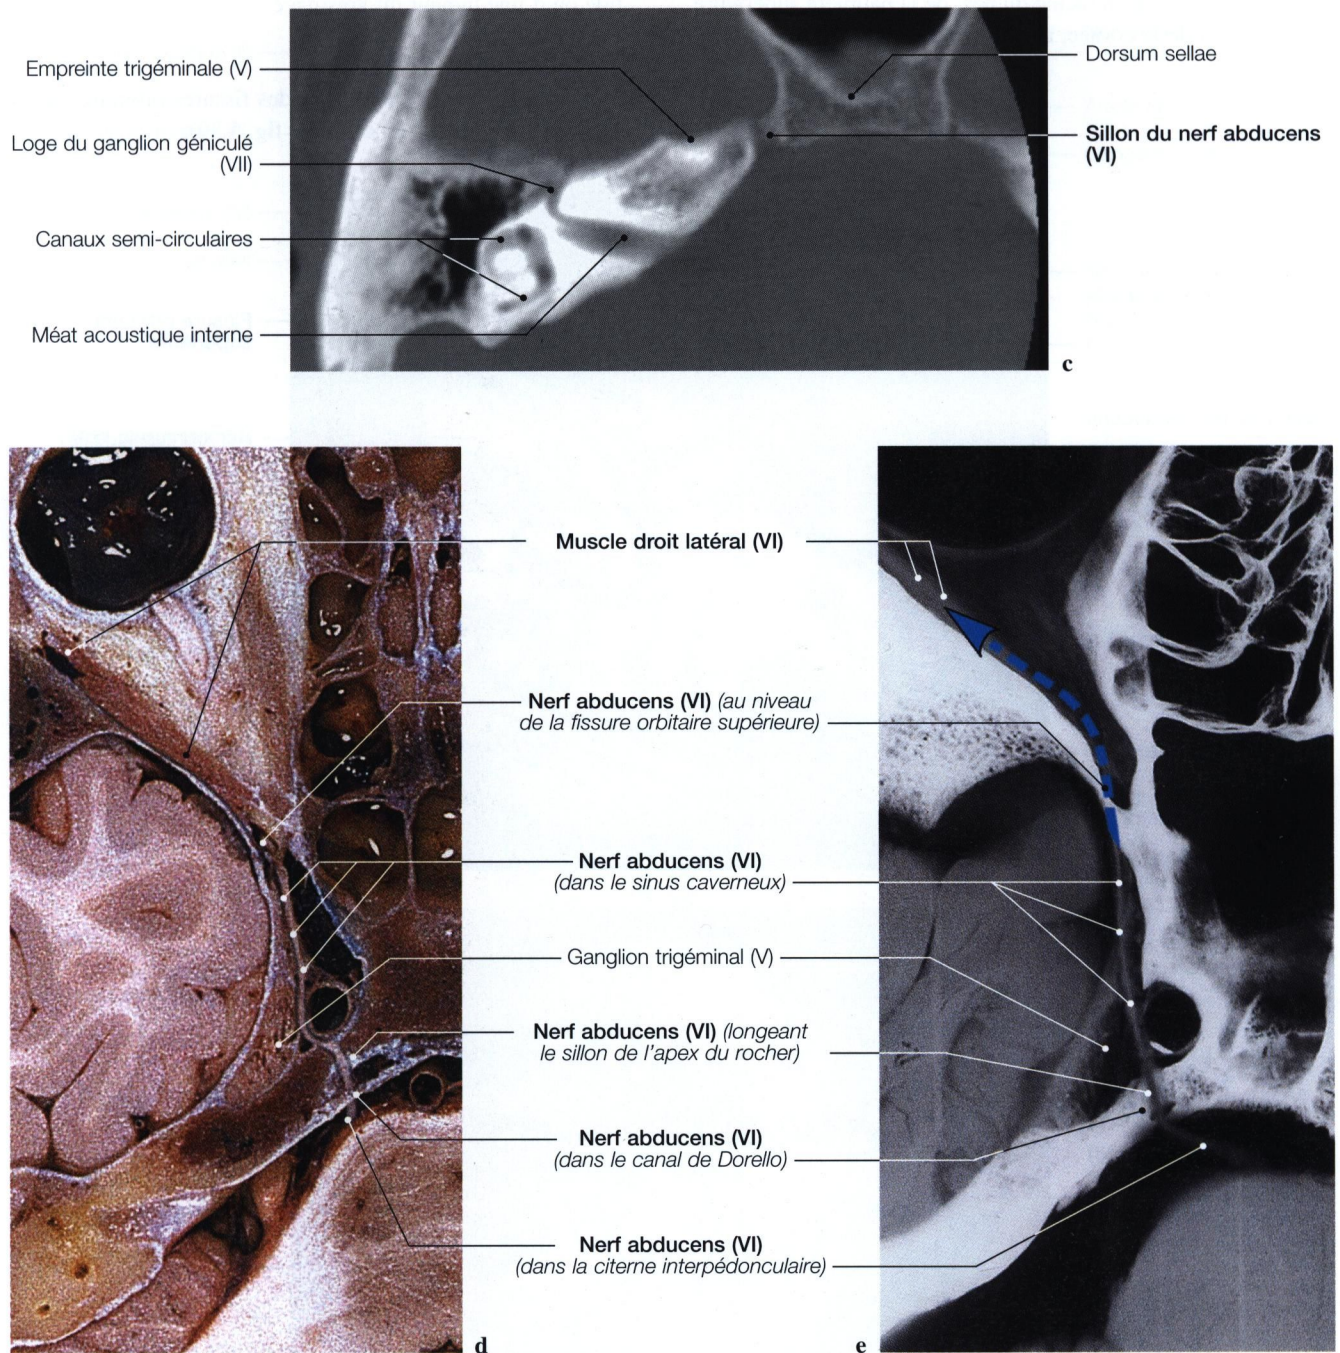 Empreinte trigéminale (V)
Dorsum sellae
Loge du ganglion géniculé
(VII)
Sillon du nerf abducens
(VI)
Canaux semi-circulaires
Méat acoustique interne
c
Muscle droit latéral (VI)
Nerf abducens (VI) (au niveau
de la fissure orbitaire supérieure)
Nerf abducens (VI)
(dans le sinus caverneux)
Ganglion trigéminal (V)
Nerf abducens (VI) (longeant
le sillon de l'apex du rocher)
Nerf abducens (VI)
(dans le canal de Dorello)
Nerf abducens (VI)
(dans la citerne interpédonculaire)
d
e